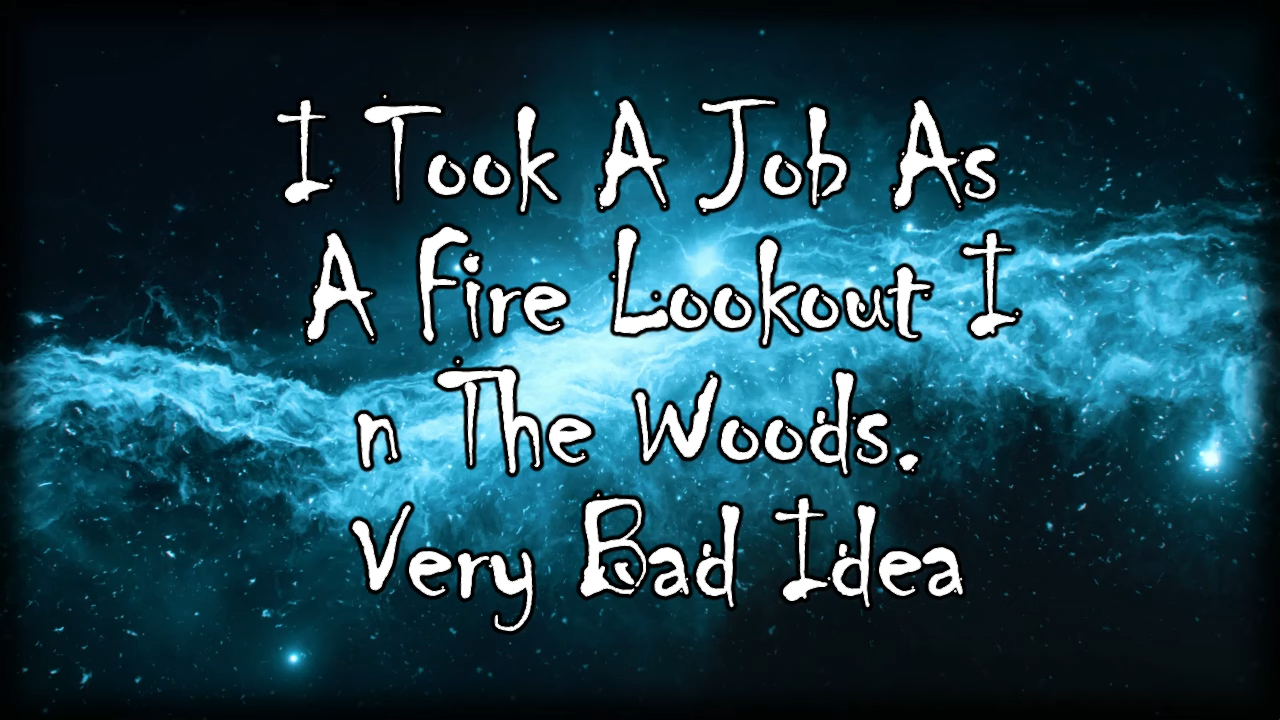 I Took A Job As
A Fire Lookout I
n The Woods.
Very Bad Idea